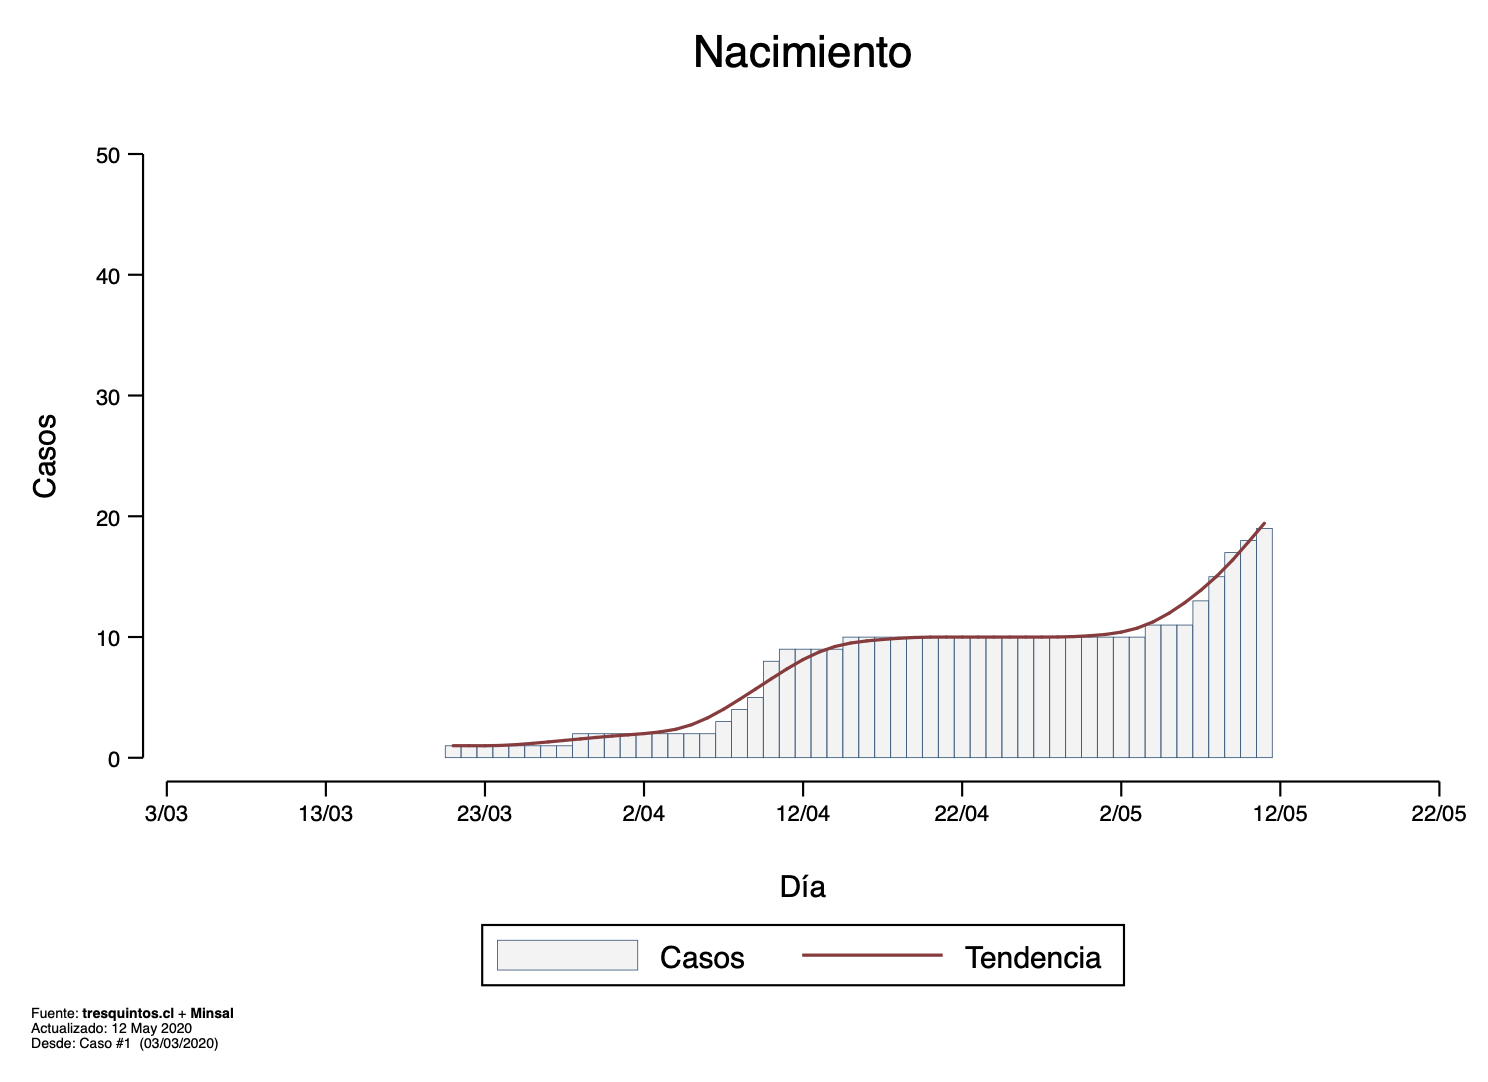 Nacimiento
50
40
30
20
10
0
Casos
3/03 13/03 23/03 2/04 12/04 22/04 2/05 12/05 22/05
Día
Casos Tendencia
Fuente: tresquintos.cl + Minsal
Actualizado: 12 May 2020
Desde: Caso #1 (03/03/2020)